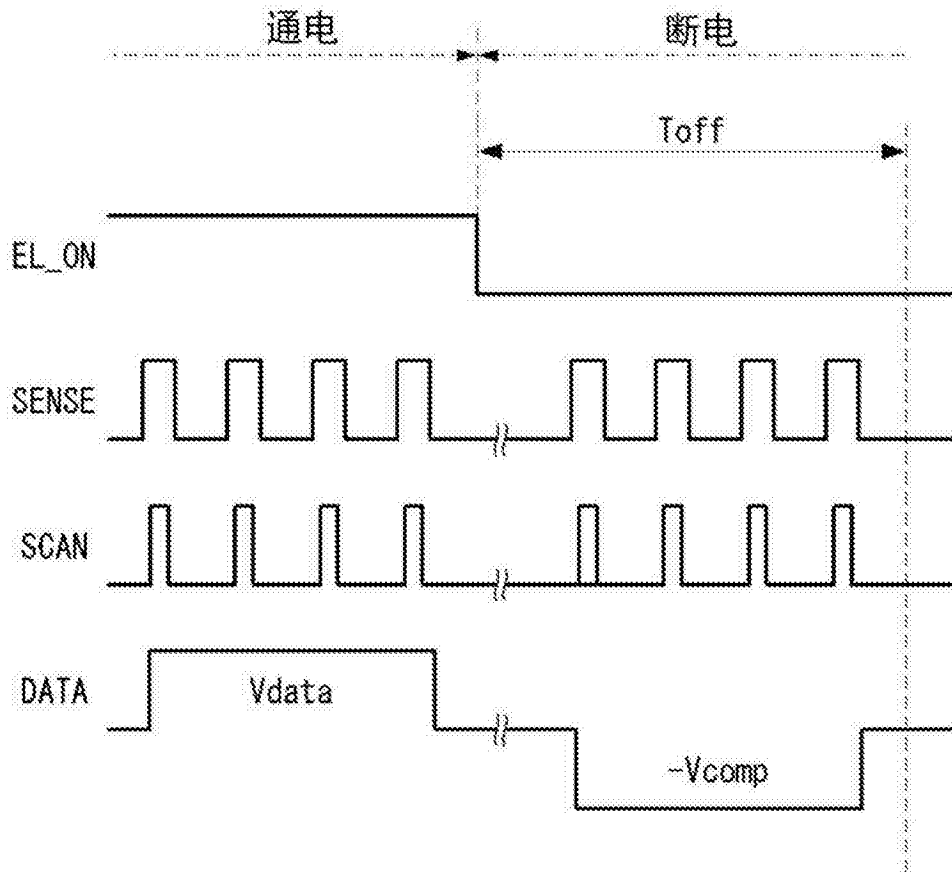 通电
断电
Toff
EL_ON
SENSE
SCAN
DATA
Vdata
-Vcomp